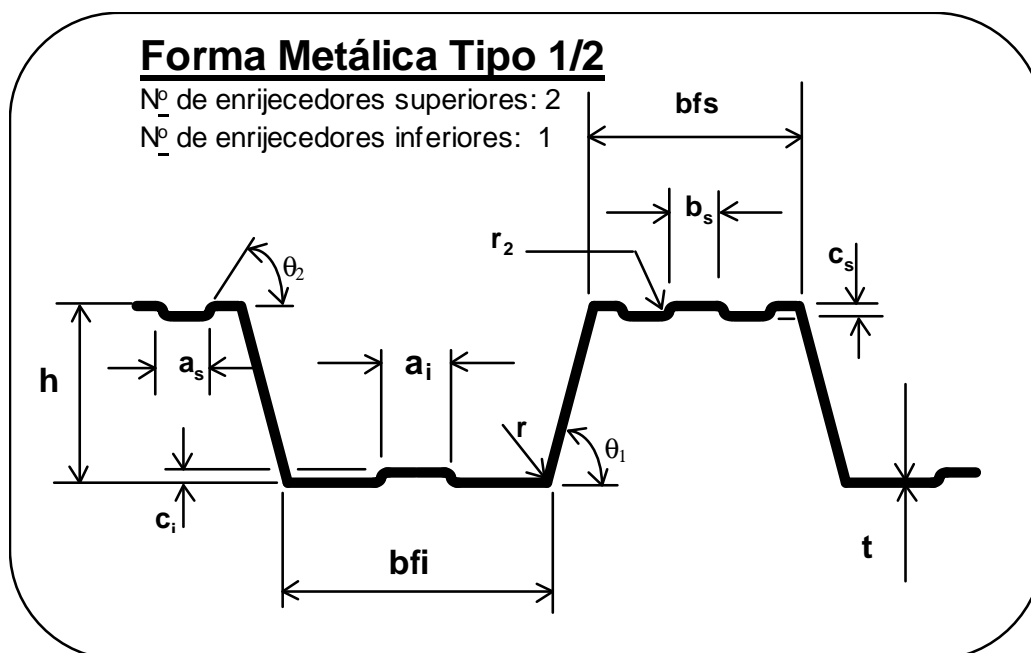 Forma Metálica Tipo 1/2
Nº de enrijecedores superiores: 2
Nº de enrijecedores inferiores: 1
bfs
bs
r2
cs
θ2
as
ai
h
r
θ1
ci
bfi
t